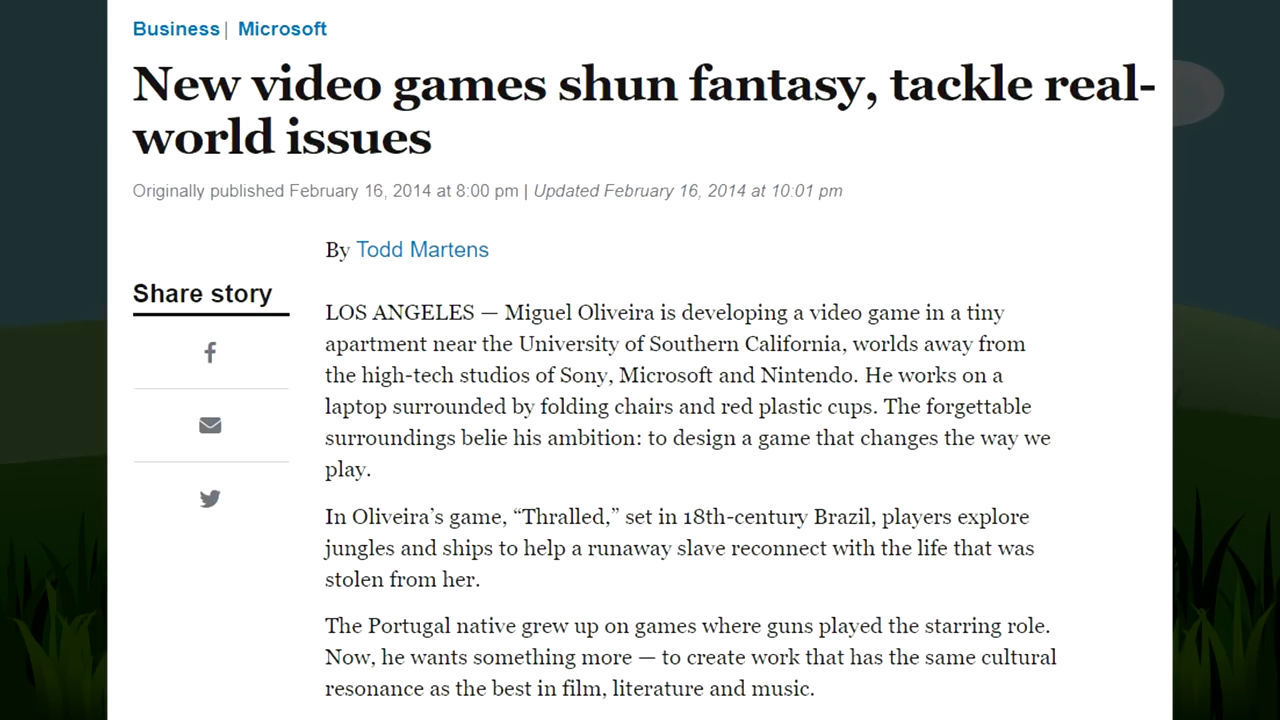 Business | Microsoft
New video games shun fantasy, tackle real-
world issues
Originally published February 16, 2014 at 8:00 pm | Updated February 16, 2014 at 10:01 pm
By Todd Martens
Share story
LOS ANGELES — Miguel Oliveira is developing a video game in a tiny
apartment near the University of Southern California, worlds away from
the high-tech studios of Sony, Microsoft and Nintendo. He works on a
laptop surrounded by folding chairs and red plastic cups. The forgettable
surroundings belie his ambition: to design a game that changes the way we
play.
In Oliveira’s game, “Thralled,” set in 18th-century Brazil, players explore
jungles and ships to help a runaway slave reconnect with the life that was
stolen from her.
The Portugal native grew up on games where guns played the starring role.
Now, he wants something more — to create work that has the same cultural
resonance as the best in film, literature and music.